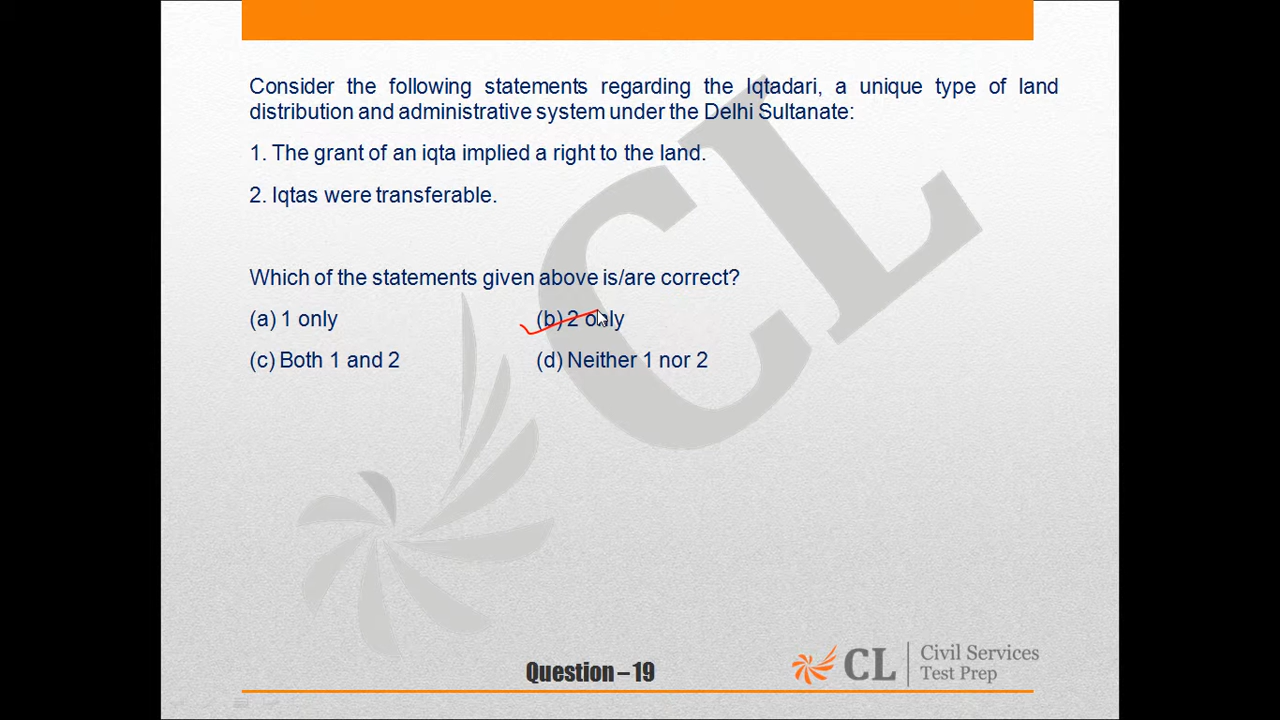 Consider the following statements regarding the Iqtadari, a unique type of land
distribution and administrative system under the Delhi Sultanate:
1. The grant of an iqta implied a right to the land.
2. Iqtas were transferable.
Which of the statements given above is/are correct?
(a) 1 only (b) 2 only
(c) Both 1 and 2 (d) Neither 1 nor 2
CL
Question – 19
CL Civil Services
Test Prep